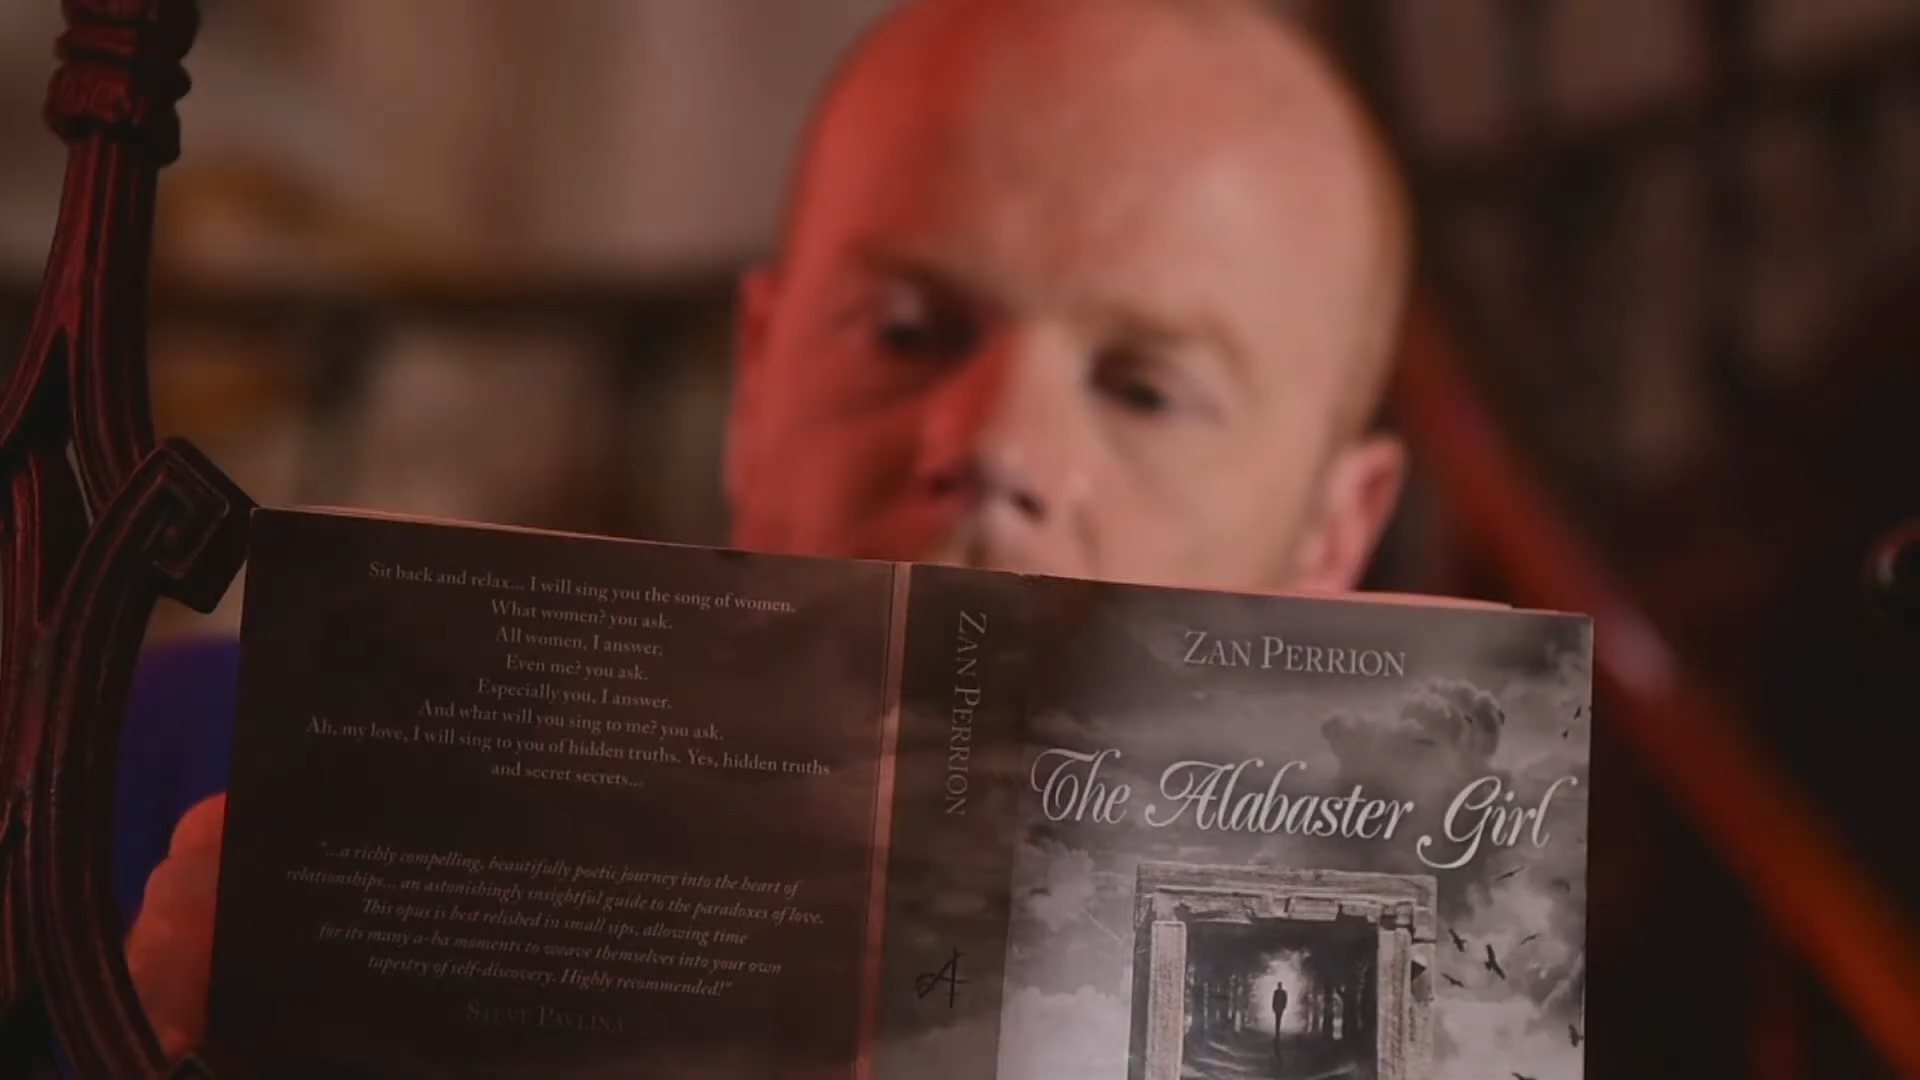 Sit back and relax... I will sing you the song of women.
What women? you ask.
All women, I answer.
Even me? you ask.
Especially you, I answer.
And what will you sing to me? you ask.
Ah, my love, I will sing to you of hidden truths. Yes, hidden truths
and secret secrets...
"...a richly compelling, beautifully poetic journey into the heart of
relationships... an astonishingly insightful guide to the paradoxes of love.
This opus is best relished in small sips, allowing time
for its many a-ha moments to weave themselves into your own
tapestry of self-discovery. Highly recommended!"
STEVE PAVLINA
ZAN PERRION
A
ZAN PERRION
The Alabaster Girl